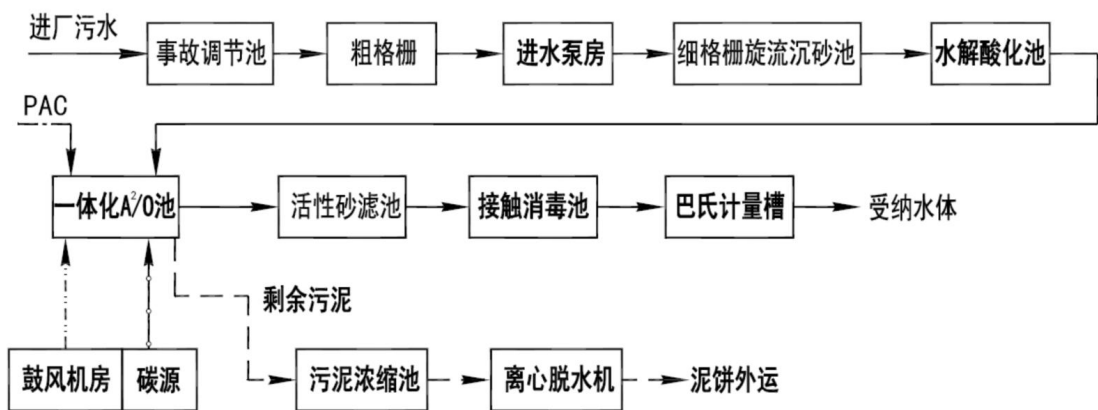 进厂污水
事故调节池
粗格栅
进水泵房
细格栅旋流沉砂池
水解酸化池
PAC
一体化A²/O池
活性砂滤池
接触消毒池
巴氏计量槽
受纳水体
剩余污泥
鼓风机房
碳源
污泥浓缩池
离心脱水机
泥饼外运